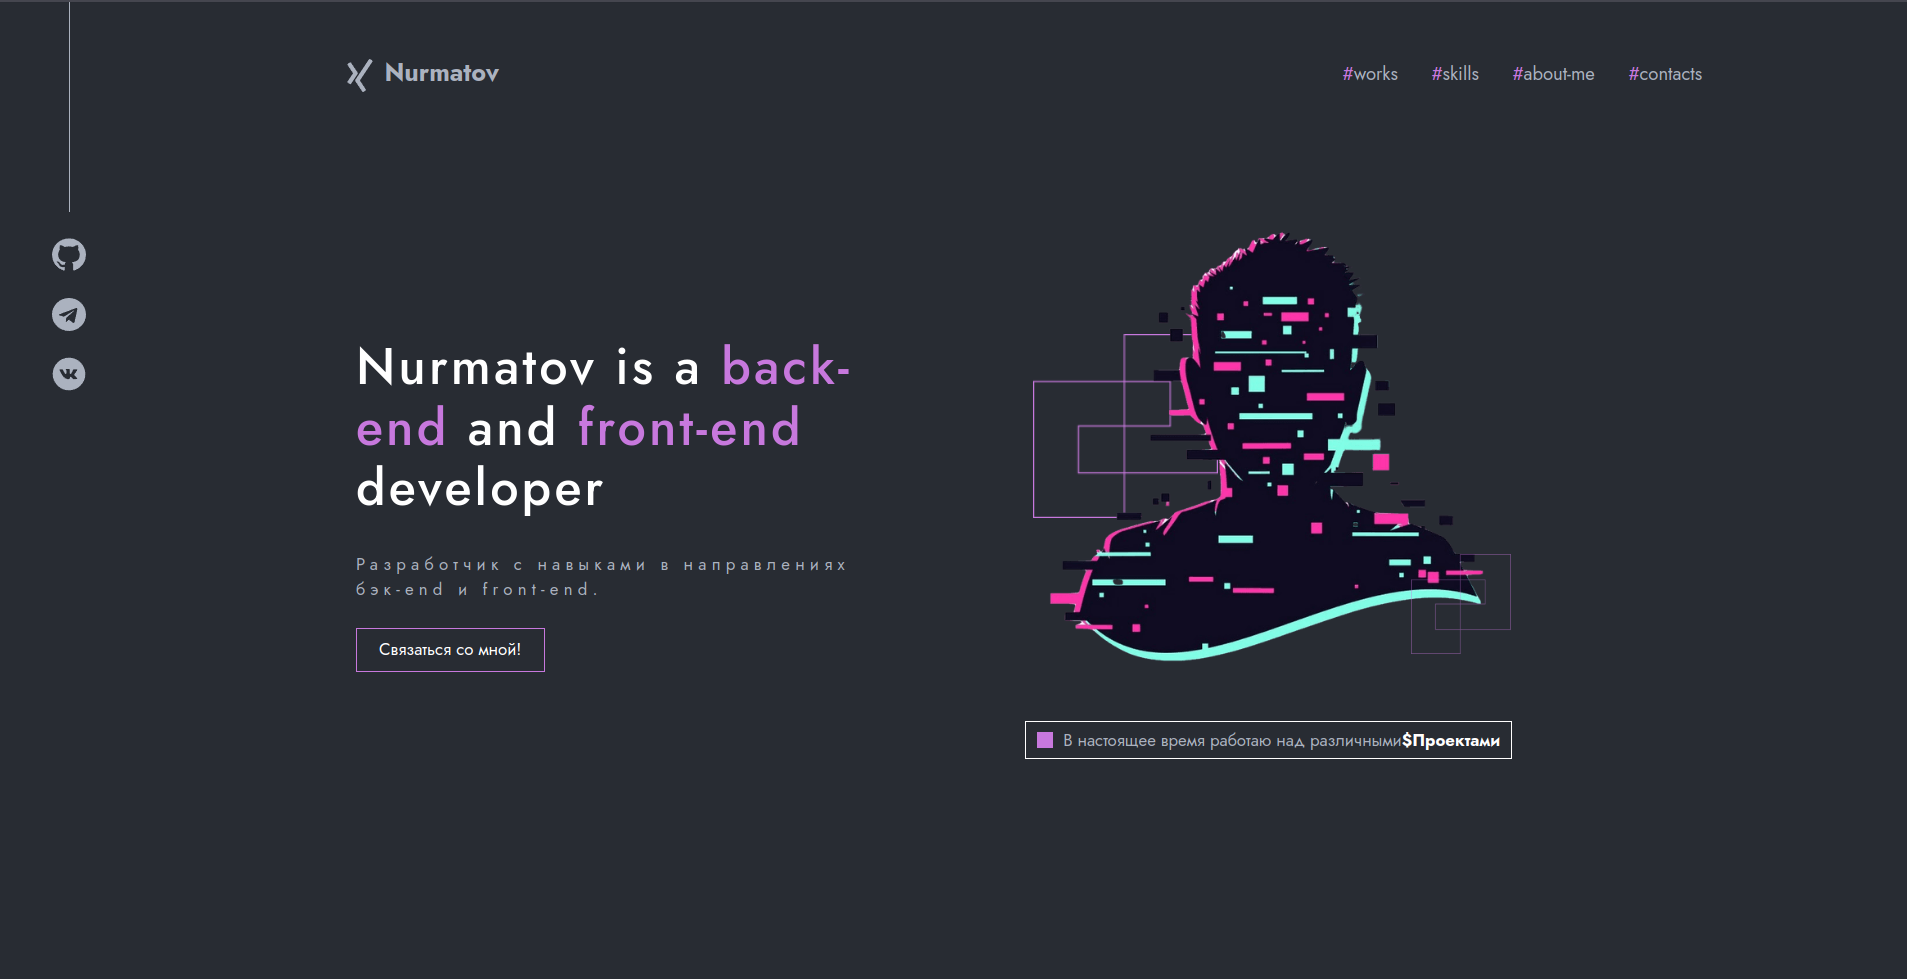 Nurmatov
#works #skills #about-me #contacts
Nurmatov is a back-
end and front-end
developer
Разработчик с навыками в направлениях
бэк-end и front-end.
Связаться со мной!
В настоящее время работаю над различными$Проектами